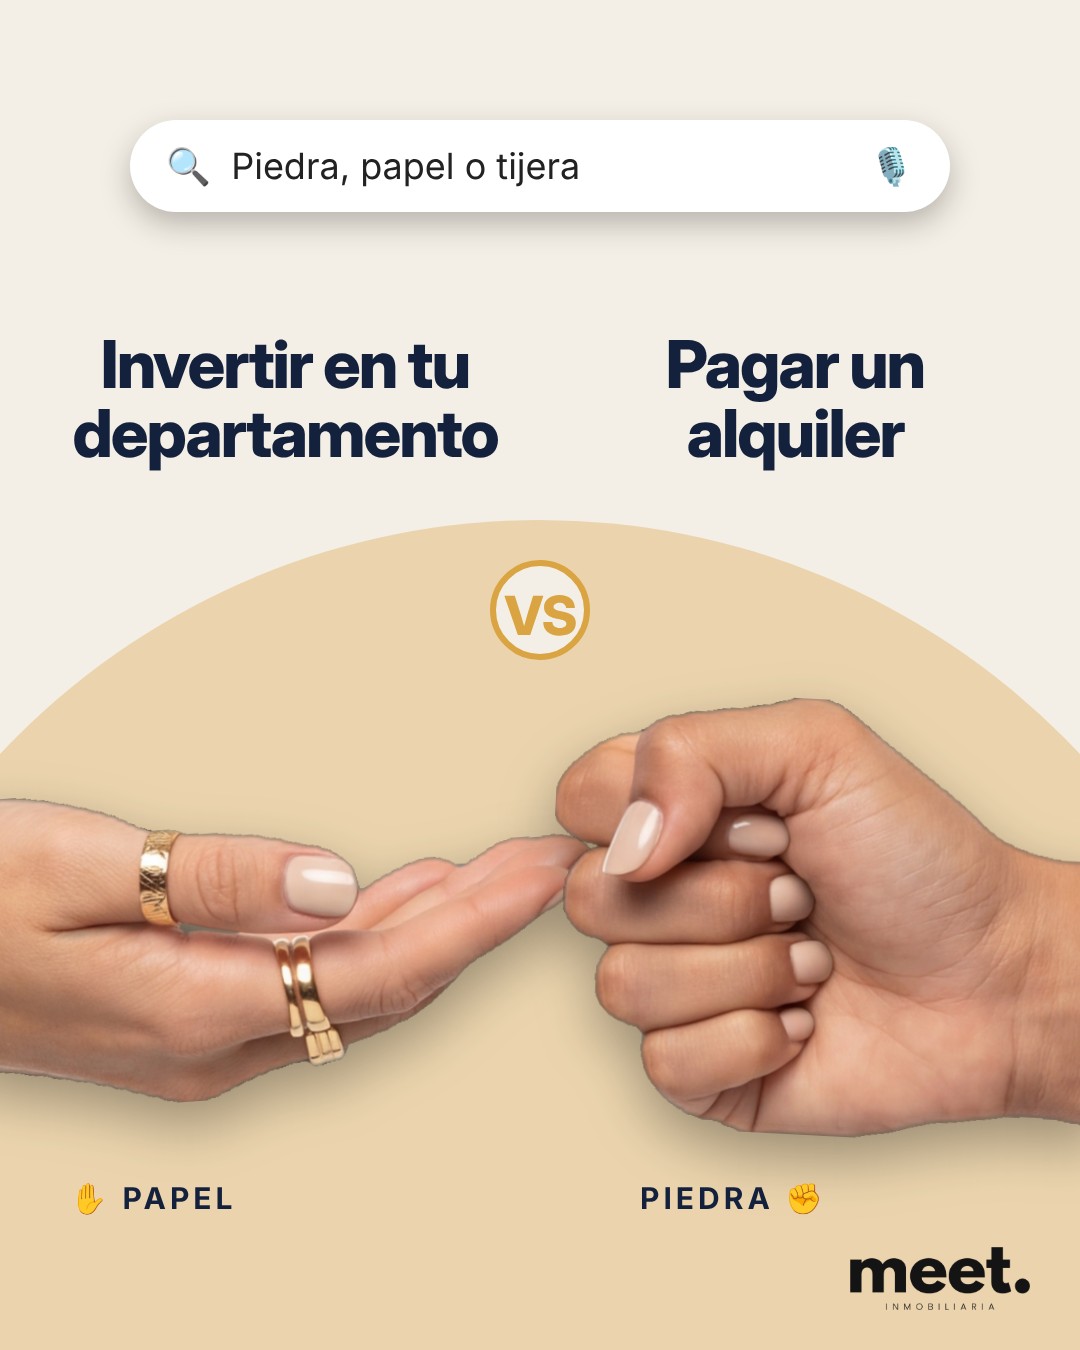 Piedra, papel o tijera
Invertir en tu
departamento
Pagar un
alquiler
VS
PAPEL
PIEDRA
meet.
INMOBILIARIA